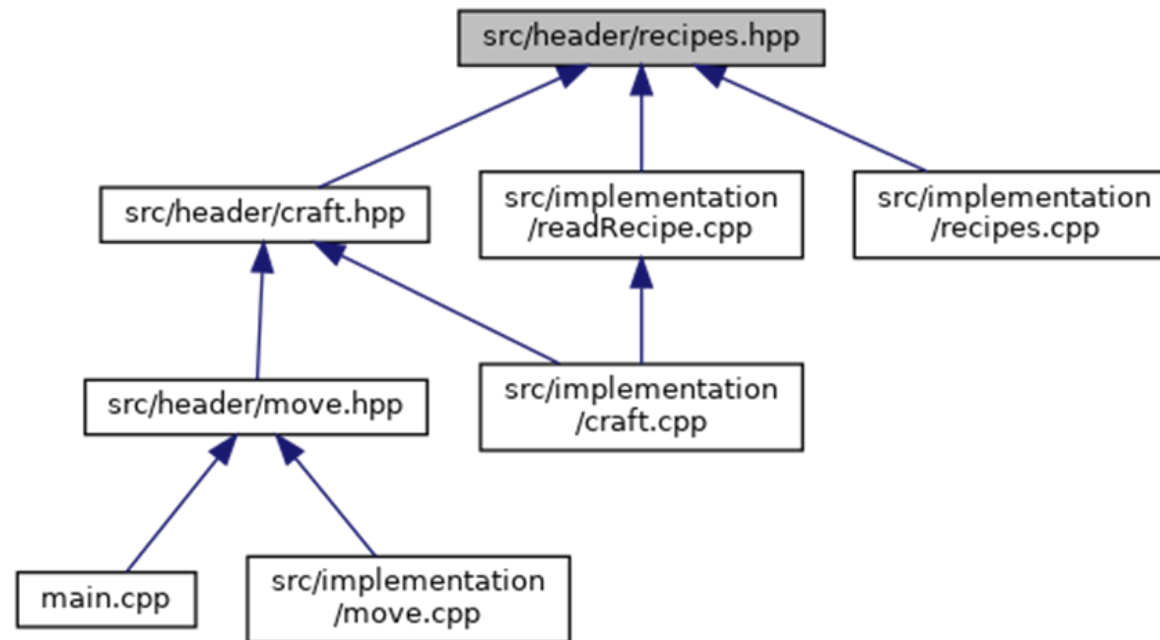 src/header/recipes.hpp
src/header/craft.hpp
src/implementation
/readRecipe.cpp
src/implementation
/recipes.cpp
src/header/move.hpp
src/implementation
/craft.cpp
main.cpp
src/implementation
/move.cpp